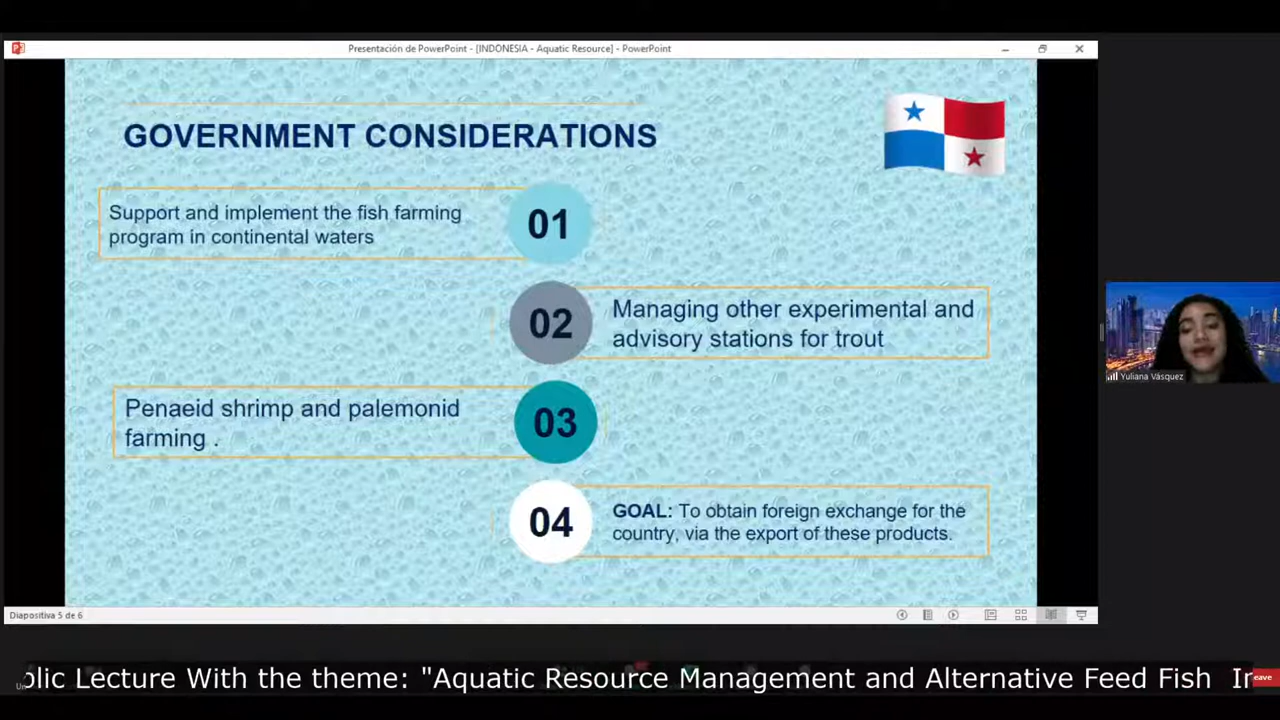 Presentación de PowerPoint - [INDONESIA - Aquatic Resource] - PowerPoint
GOVERNMENT CONSIDERATIONS
Support and implement the fish farming
program in continental waters
01
02
Managing other experimental and
advisory stations for trout
Penaeid shrimp and palemonid
farming .
03
04
GOAL: To obtain foreign exchange for the
country, via the export of these products.
Yuliana Vásquez
Diapositiva 5 de 6
Lecture With the theme: "Aquatic Resource Management and Alternative Feed Fish